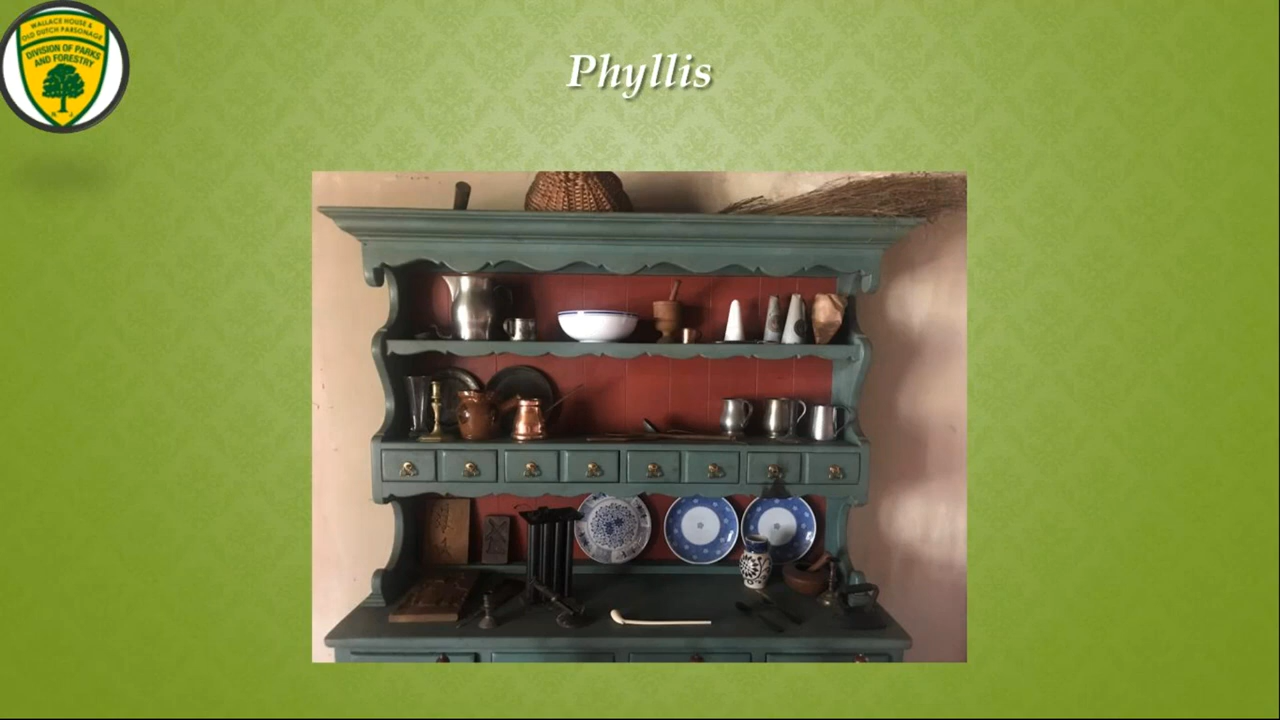 WALLACE HOUSE &
OLD DUTCH PARSONAGE
DIVISION OF PARKS
AND FORESTRY
N. J.
Phyllis